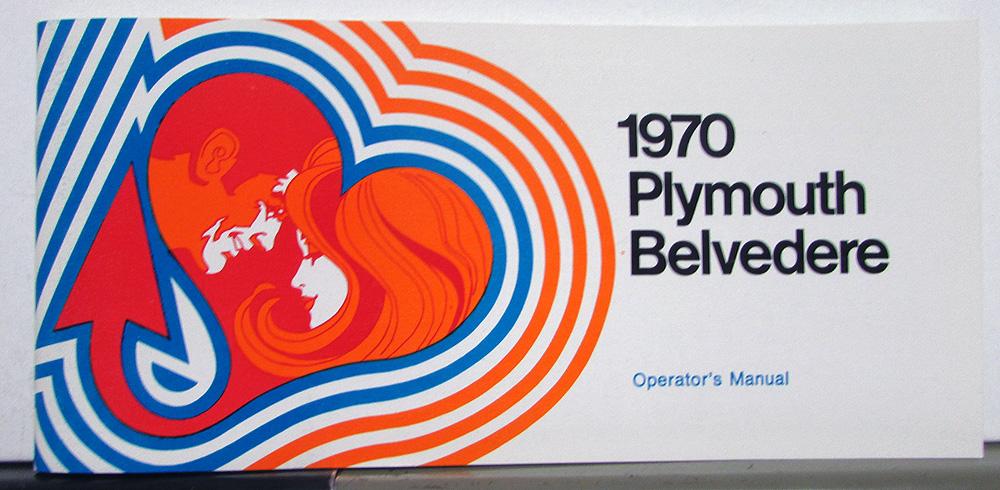 1970
Plymouth
Belvedere
Operator's Manual